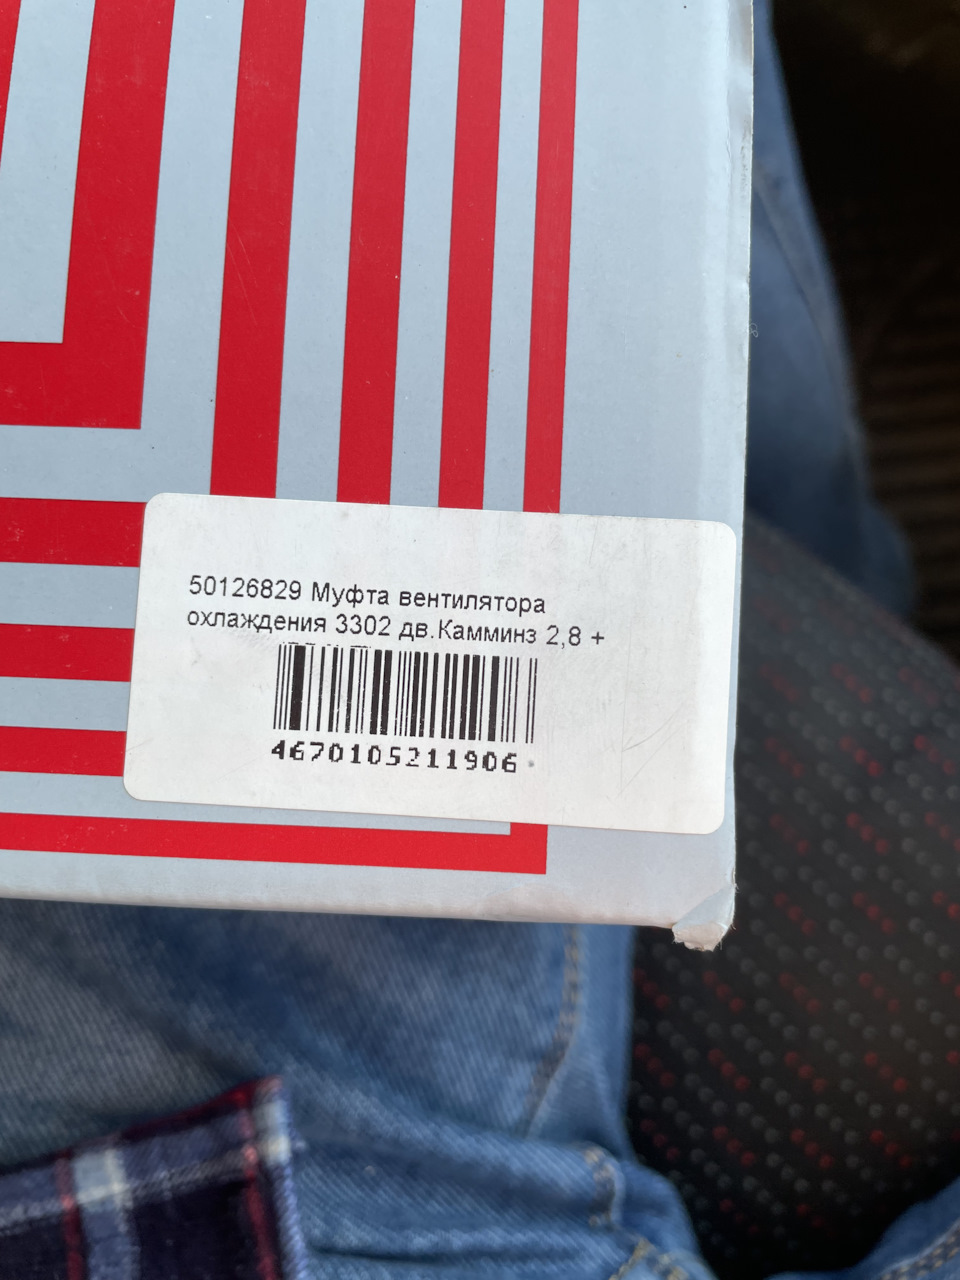 50126829 Муфта вентилятора
охлаждения 3302 дв.Камминз 2,8 +
4670105211906